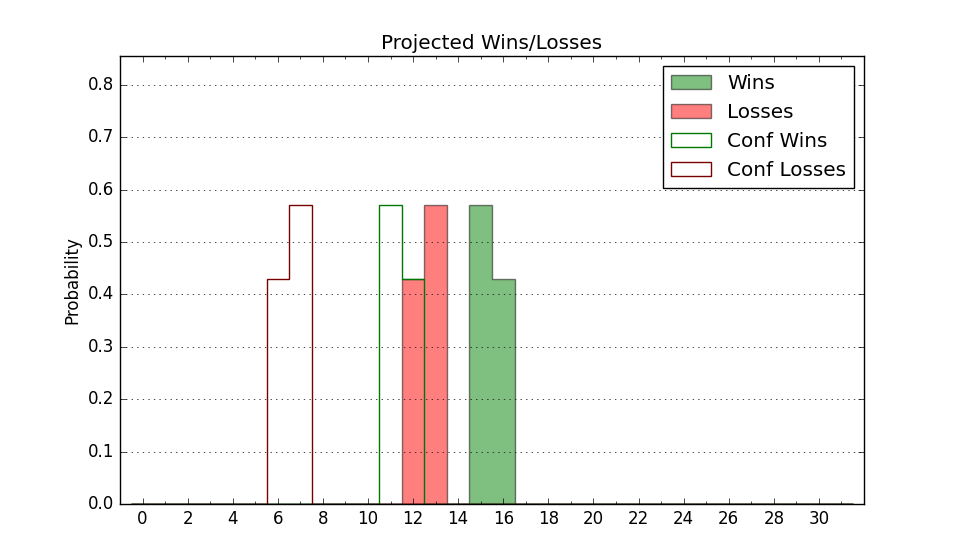 Projected Wins/Losses
Wins
Losses
Conf Wins
Conf Losses
Probability
0.8
0.7
0.6
0.5
0.4
0.3
0.2
0.1
0.0
0 2 4 6 8 10 12 14 16 18 20 22 24 26 28 30